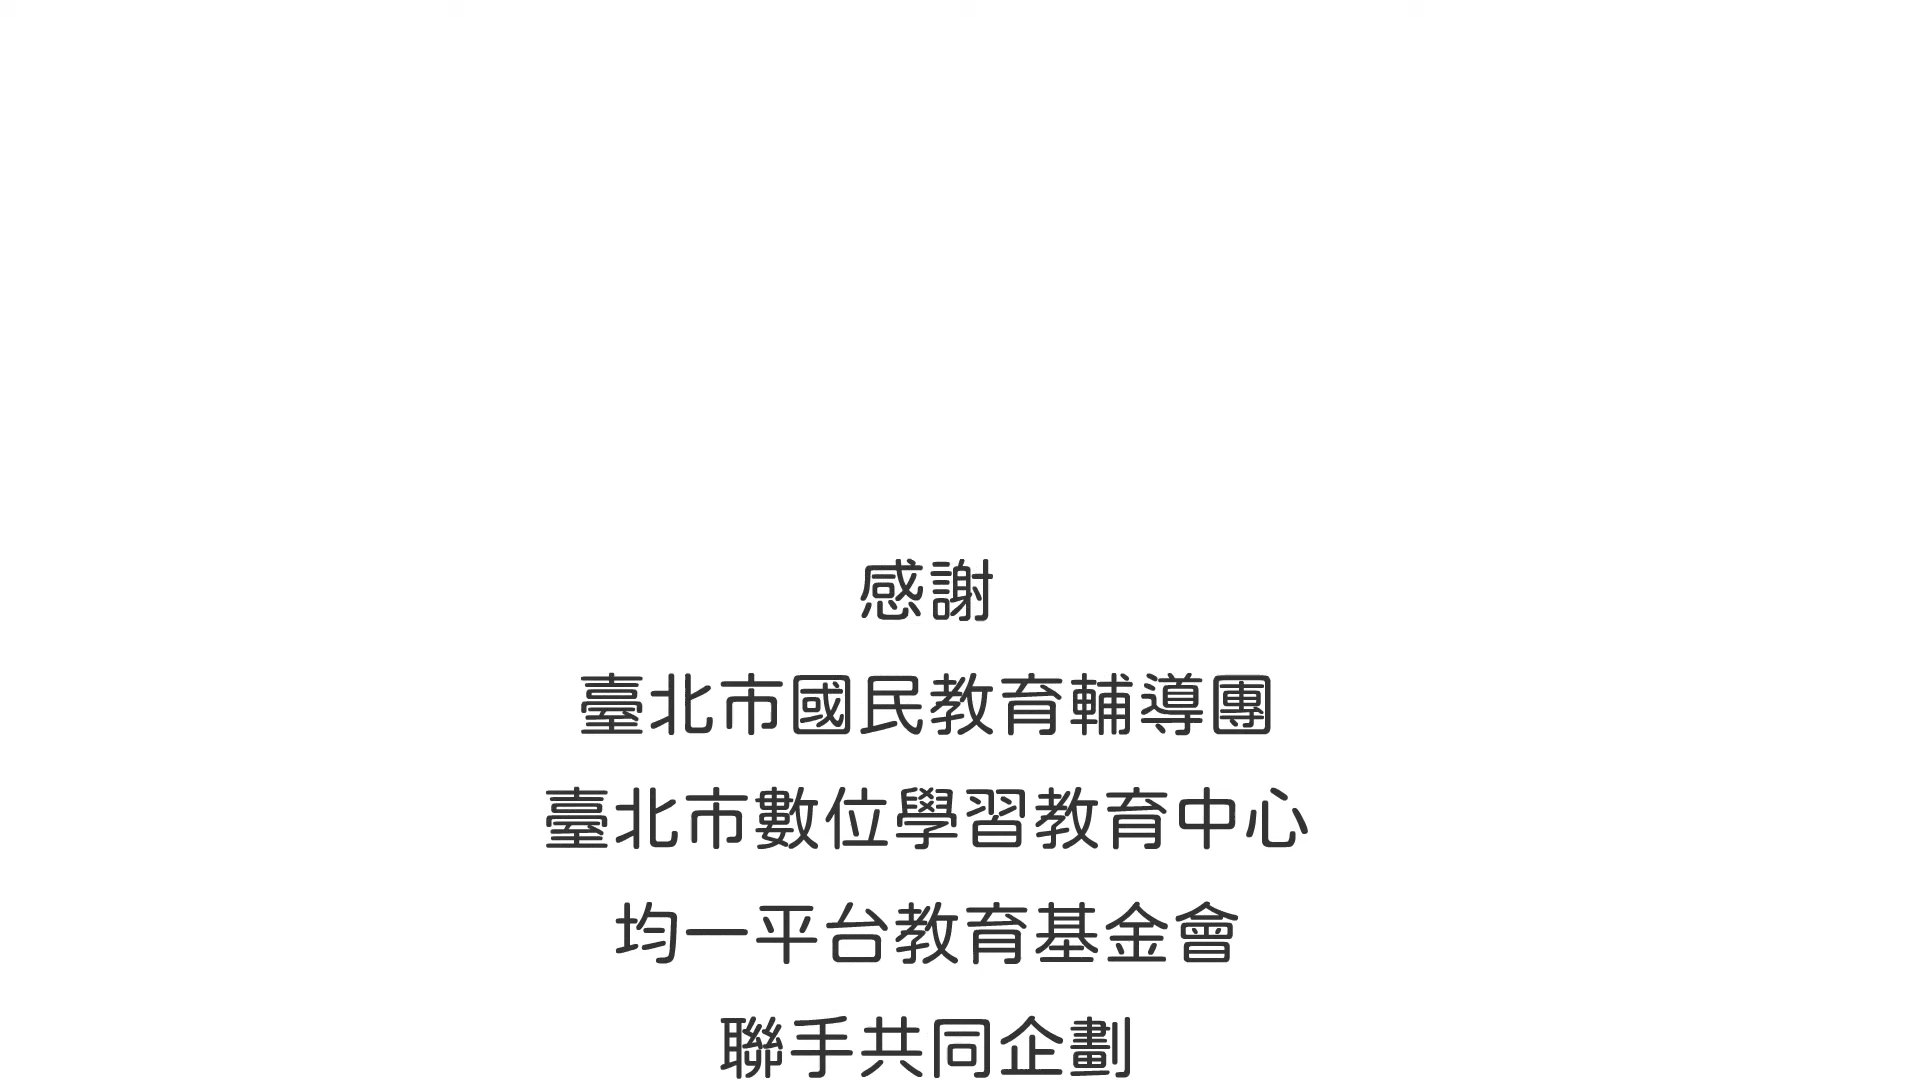 感謝
臺北市國民教育輔導團
臺北市數位學習教育中心
均一平台教育基金會
聯手共同企劃